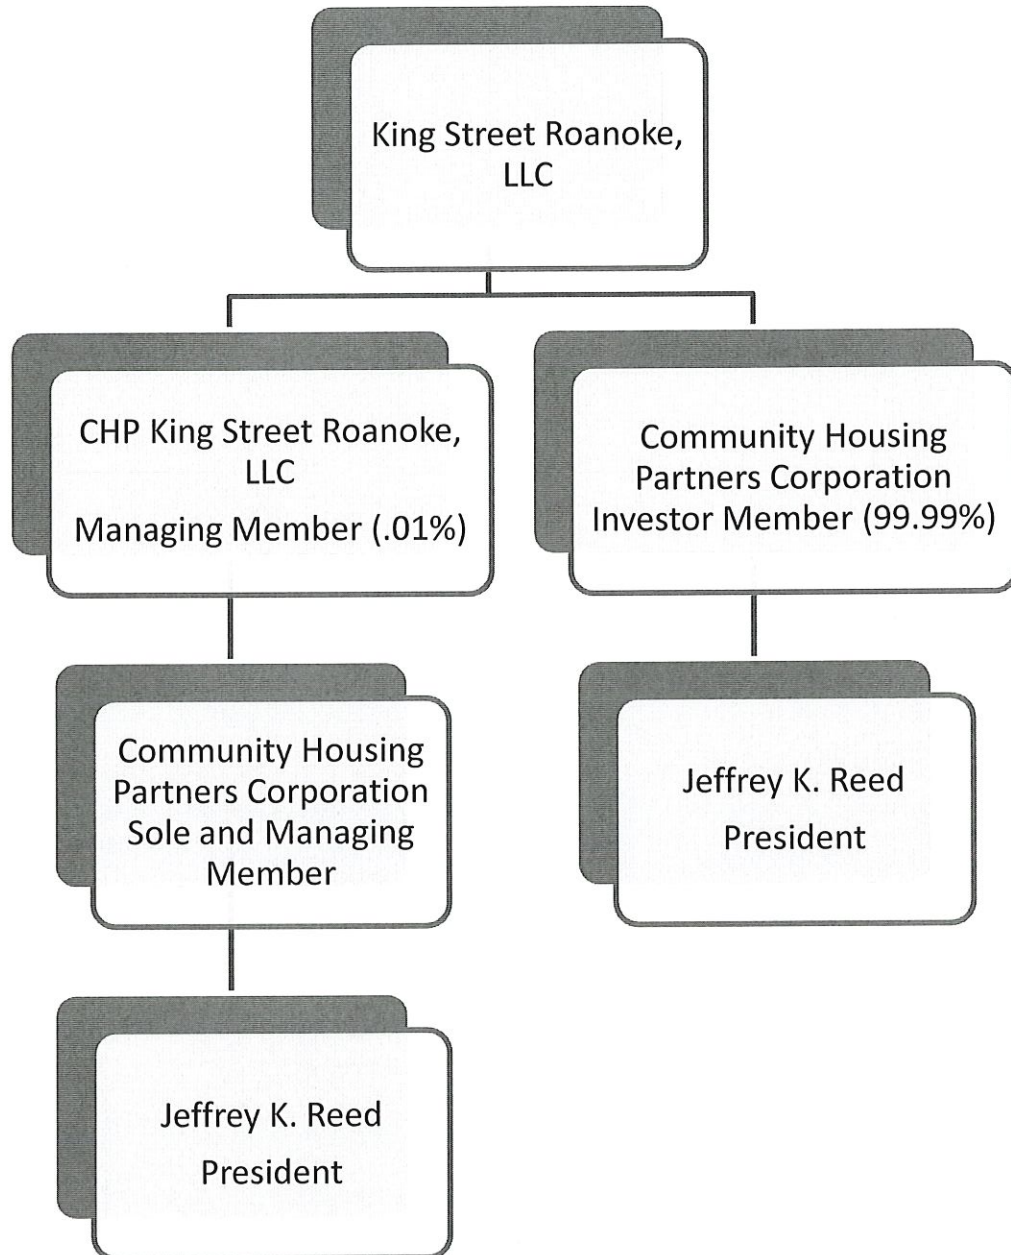 King Street Roanoke,
LLC
CHP King Street Roanoke,
LLC
Managing Member (.01%)
Community Housing
Partners Corporation
Investor Member (99.99%)
Community Housing
Partners Corporation
Sole and Managing
Member
Jeffrey K. Reed
President
Jeffrey K. Reed
President